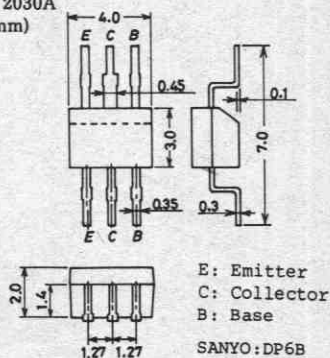 2030A
mm)
4.0
E C B
0.45
0.1
3.0
7.0
0.35
0.3
E C B
2.0
1.4
1.27 1.27
E: Emitter
C: Collector
B: Base
SANYO:DP6B